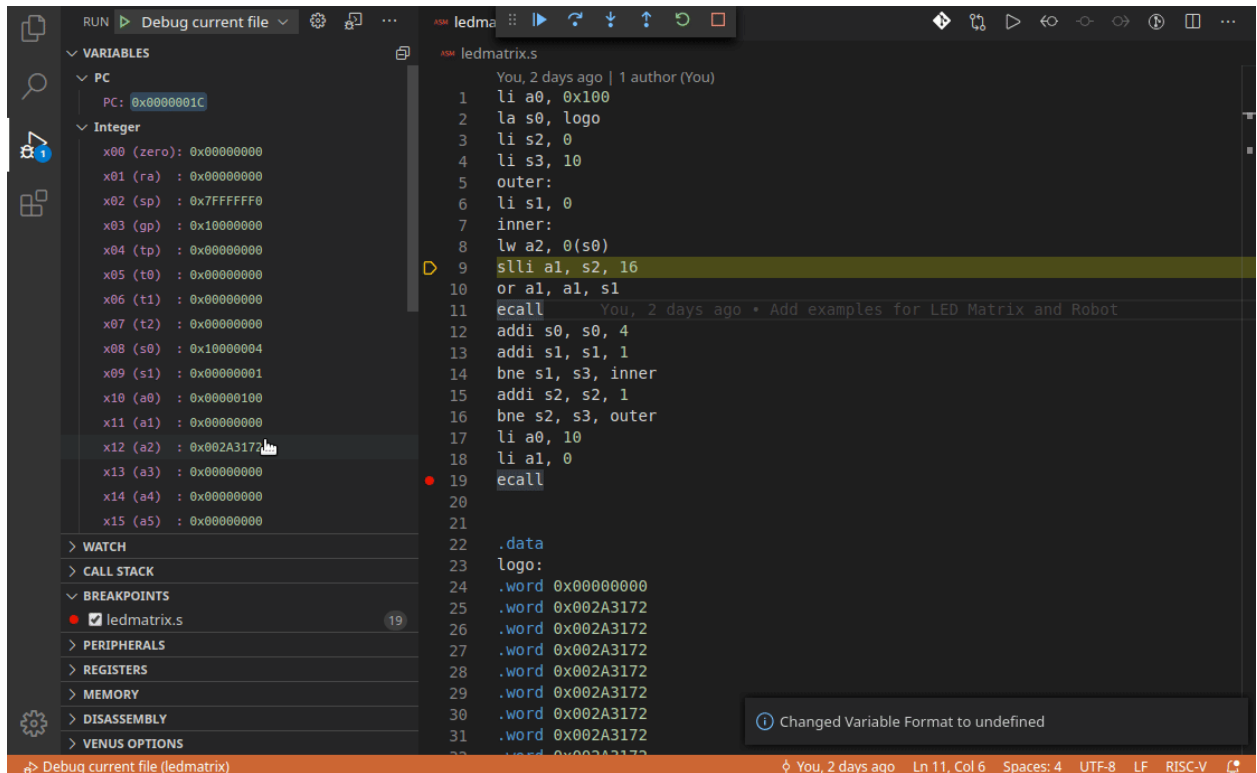 RUN Debug current file
VARIABLES
PC
PC: 0x0000001C
Integer
x00 (zero): 0x00000000
x01 (ra) : 0x00000000
x02 (sp) : 0x7FFFFFF0
x03 (gp) : 0x10000000
x04 (tp) : 0x00000000
x05 (t0) : 0x00000000
x06 (t1) : 0x00000000
x07 (t2) : 0x00000000
x08 (s0) : 0x10000004
x09 (s1) : 0x00000001
x10 (a0) : 0x00000100
x11 (a1) : 0x00000000
x12 (a2) : 0x002A3172
x13 (a3) : 0x00000000
x14 (a4) : 0x00000000
x15 (a5) : 0x00000000
WATCH
CALL STACK
BREAKPOINTS
ledmatrix.s 19
PERIPHERALS
REGISTERS
MEMORY
DISASSEMBLY
VENUS OPTIONS
1
ASM ledma
ASM ledmatrix.s
You, 2 days ago | 1 author (You)
1 li a0, 0x100
2 la s0, logo
3 li s2, 0
4 li s3, 10
5 outer:
6 li s1, 0
7 inner:
8 lw a2, 0(s0)
9 slli a1, s2, 16
10 or a1, a1, s1
11 ecall You, 2 days ago • Add examples for LED Matrix and Robot
12 addi s0, s0, 4
13 addi s1, s1, 1
14 bne s1, s3, inner
15 addi s2, s2, 1
16 bne s2, s3, outer
17 li a0, 10
18 li a1, 0
19 ecall
20
21
22 .data
23 logo:
24 .word 0x00000000
25 .word 0x002A3172
26 .word 0x002A3172
27 .word 0x002A3172
28 .word 0x002A3172
29 .word 0x002A3172
30 .word 0x002A3172
31 .word 0x002A3172
Changed Variable Format to undefined
Debug current file (ledmatrix)
You, 2 days ago Ln 11, Col 6 Spaces: 4 UTF-8 LF RISC-V